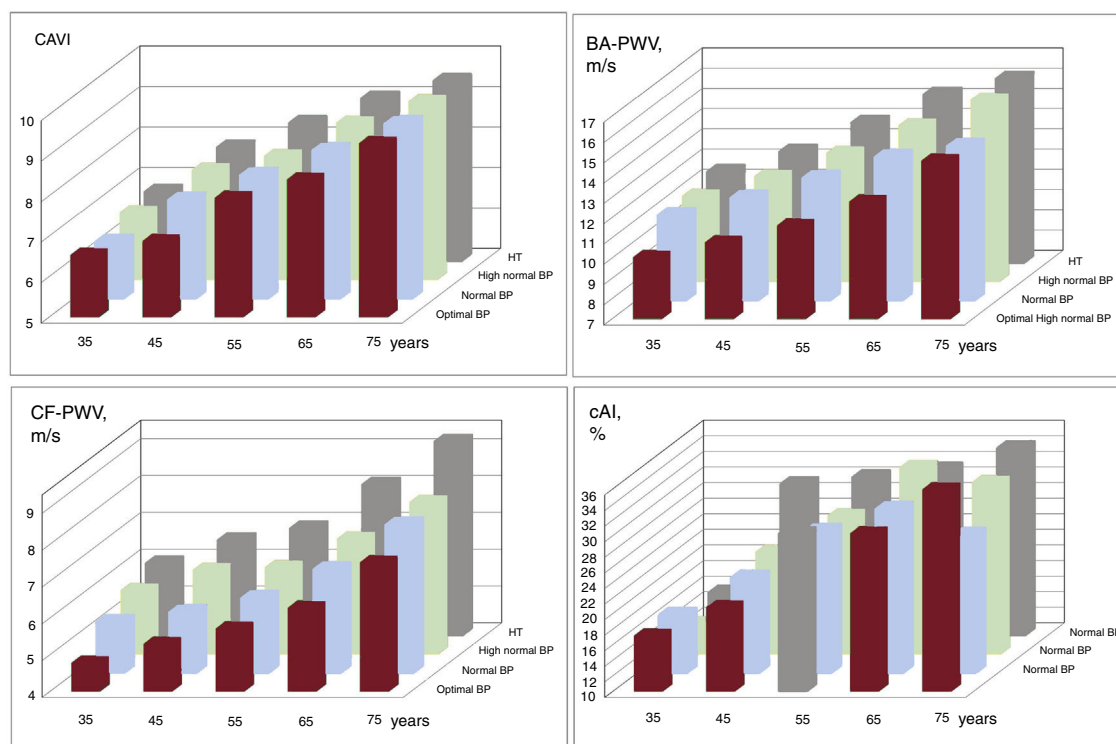 CAVI
10
9
8
7
6
5
35 45 55 65 75 years
HT
High normal BP
Normal BP
Optimal BP
BA-PWV,
m/s
17
16
15
14
13
12
11
10
9
8
7
35 45 55 65 75 years
HT
High normal BP
Normal BP
Optimal High normal BP
CF-PWV,
m/s
9
8
7
6
5
4
35 45 55 65 75 years
HT
High normal BP
Normal BP
Optimal BP
cAI,
%
36
34
32
30
28
26
24
22
20
18
16
14
12
10
35 45 55 65 75 years
Normal BP
Normal BP
Normal BP